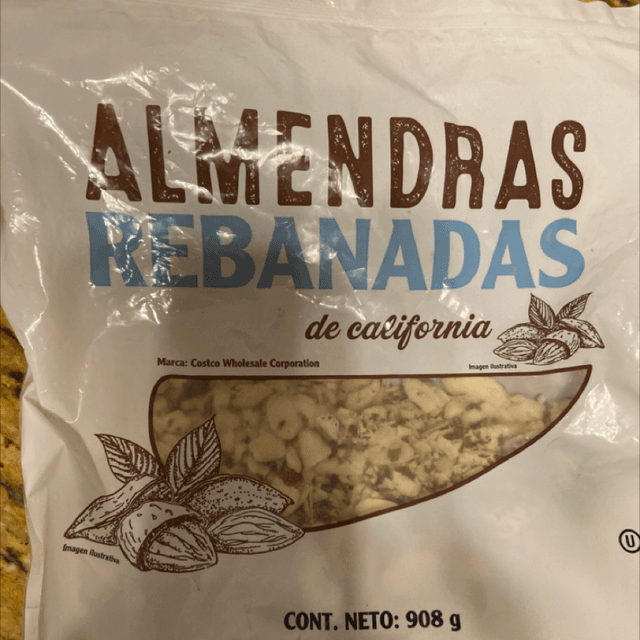 ALMENDRAS
REBANADAS
de california
Imagen ilustrativa
Marca: Costco Wholesale Corporation
Imagen ilustrativa
U
CONT. NETO: 908 g